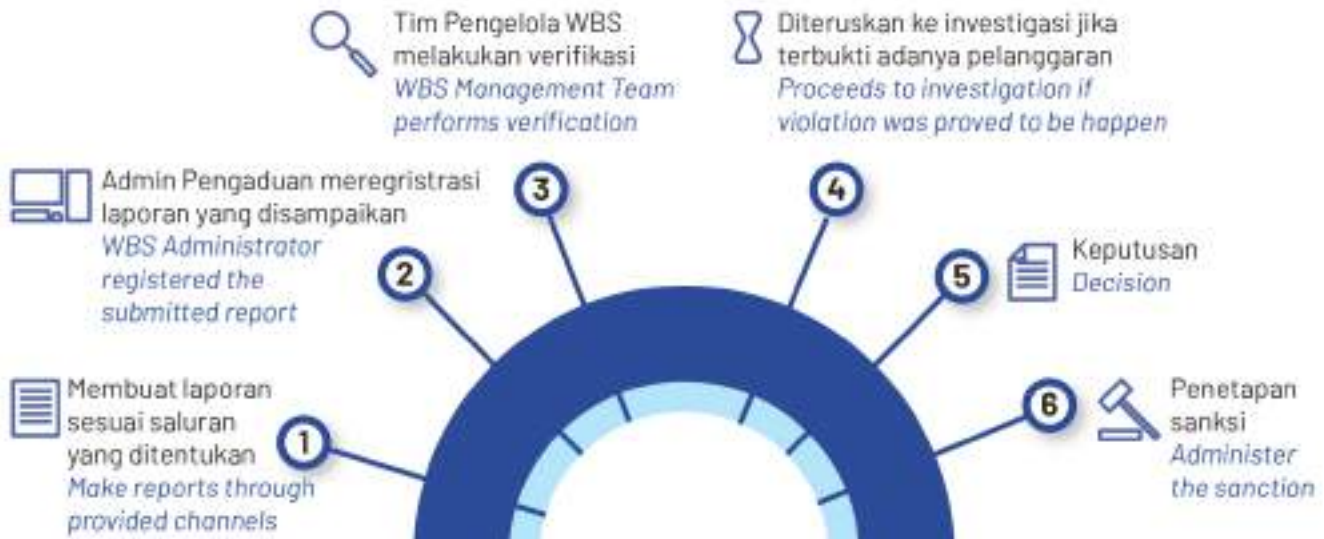 Tim Pengelola WBS
melakukan verifikasi
WBS Management Team
performs verification
Diteruskan ke investigasi jika
terbukti adanya pelanggaran
Proceeds to investigation if
violation was proved to be happen
Admin Pengaduan meregristrasi
laporan yang disampaikan
WBS Administrator
registered the
submitted report
3
4
2
5
Keputusan
Decision
Membuat laporan
sesuai saluran
yang ditentukan
Make reports through
provided channels
1
6
Penetapan
sanksi
Administer
the sanction